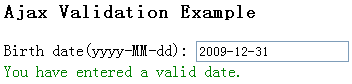 Ajax Validation Example
Birth date(yyyy-MM-dd): 2009-12-31
You have entered a valid date.